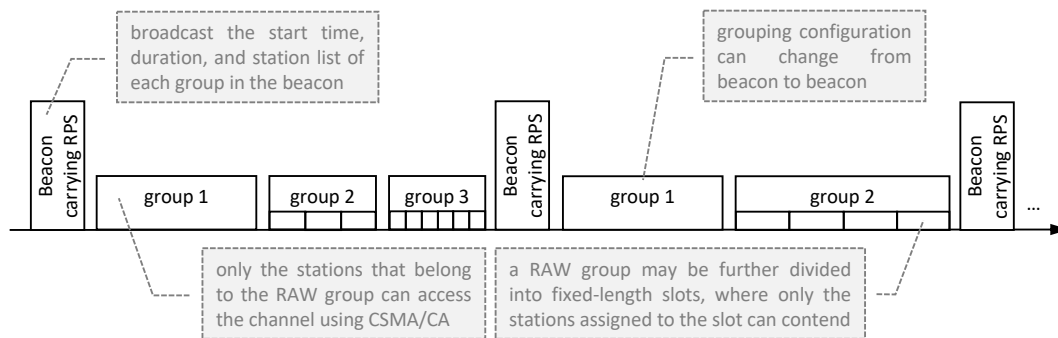 broadcast the start time,
duration, and station list of
each group in the beacon
grouping configuration
can change from
beacon to beacon
Beacon
carrying RPS
group 1
group 2
group 3
Beacon
carrying RPS
group 1
group 2
Beacon
carrying RPS
...
only the stations that belong
to the RAW group can access
the channel using CSMA/CA
a RAW group may be further divided
into fixed-length slots, where only the
stations assigned to the slot can contend